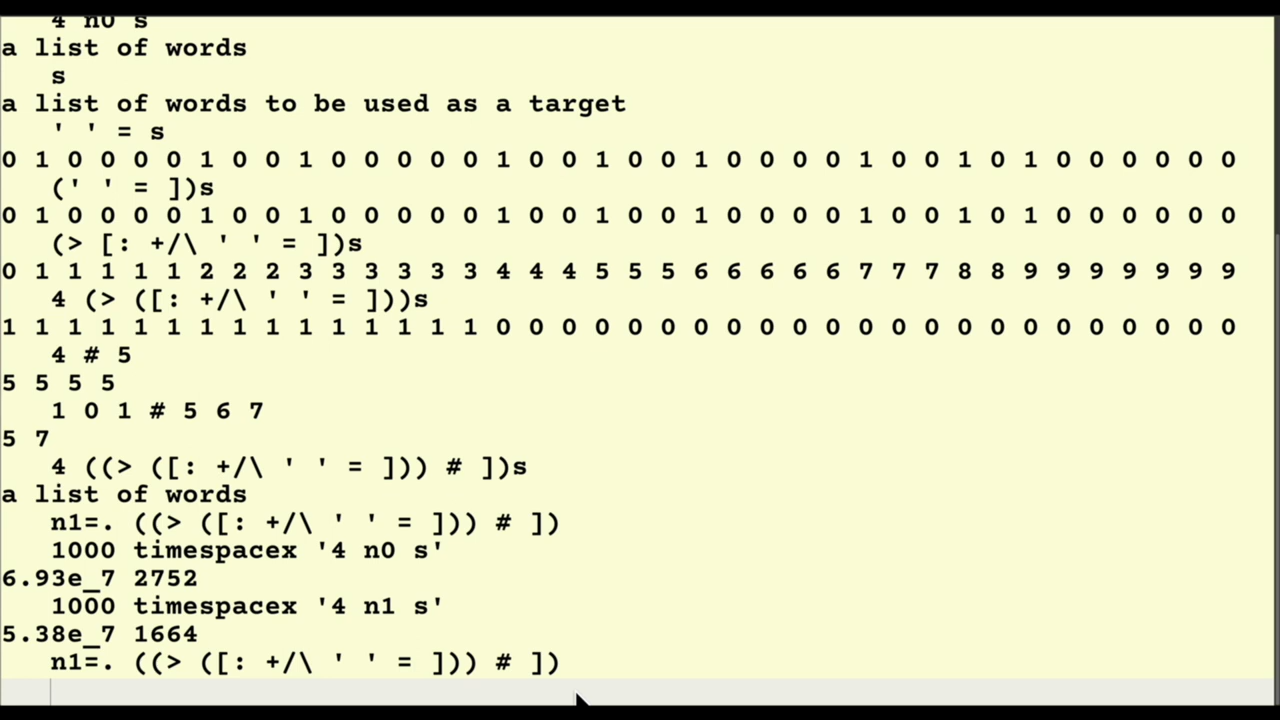 4 n0 s
a list of words
s
a list of words to be used as a target
' ' = s
0 1 0 0 0 0 1 0 0 1 0 0 0 0 0 1 0 0 1 0 0 1 0 0 0 0 1 0 0 1 0 1 0 0 0 0 0 0
(' ' = ])s
0 1 0 0 0 0 1 0 0 1 0 0 0 0 0 1 0 0 1 0 0 1 0 0 0 0 1 0 0 1 0 1 0 0 0 0 0 0
(> [: +/\ ' ' = ])s
0 1 1 1 1 1 2 2 2 3 3 3 3 3 3 4 4 4 5 5 5 6 6 6 6 6 7 7 7 8 8 9 9 9 9 9 9 9
4 (> ([: +/\ ' ' = ]))s
1 1 1 1 1 1 1 1 1 1 1 1 1 1 1 0 0 0 0 0 0 0 0 0 0 0 0 0 0 0 0 0 0 0 0 0 0 0
4 # 5
5 5 5 5
1 0 1 # 5 6 7
5 7
4 ((> ([: +/\ ' ' = ])) # ])s
a list of words
n1=. ((> ([: +/\ ' ' = ])) # ])
1000 timespacex '4 n0 s'
6.93e_7 2752
1000 timespacex '4 n1 s'
5.38e_7 1664
n1=. ((> ([: +/\ ' ' = ])) # ])